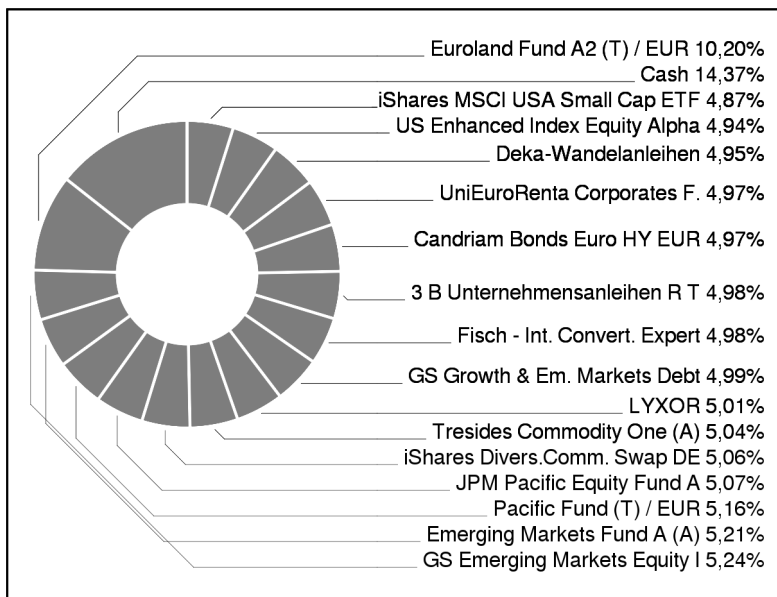 Euroland Fund A2 (T) / EUR 10,20%
Cash 14,37%
iShares MSCI USA Small Cap ETF 4,87%
US Enhanced Index Equity Alpha 4,94%
Deka-Wandelanleihen 4,95%
UniEuroRenta Corporates F. 4,97%
Candriam Bonds Euro HY EUR 4,97%
3 B Unternehmensanleihen R T 4,98%
Fisch - Int. Convert. Expert 4,98%
GS Growth & Em. Markets Debt 4,99%
LYXOR 5,01%
Tresides Commodity One (A) 5,04%
iShares Divers.Comm. Swap DE 5,06%
JPM Pacific Equity Fund A 5,07%
Pacific Fund (T) / EUR 5,16%
Emerging Markets Fund A (A) 5,21%
GS Emerging Markets Equity I 5,24%